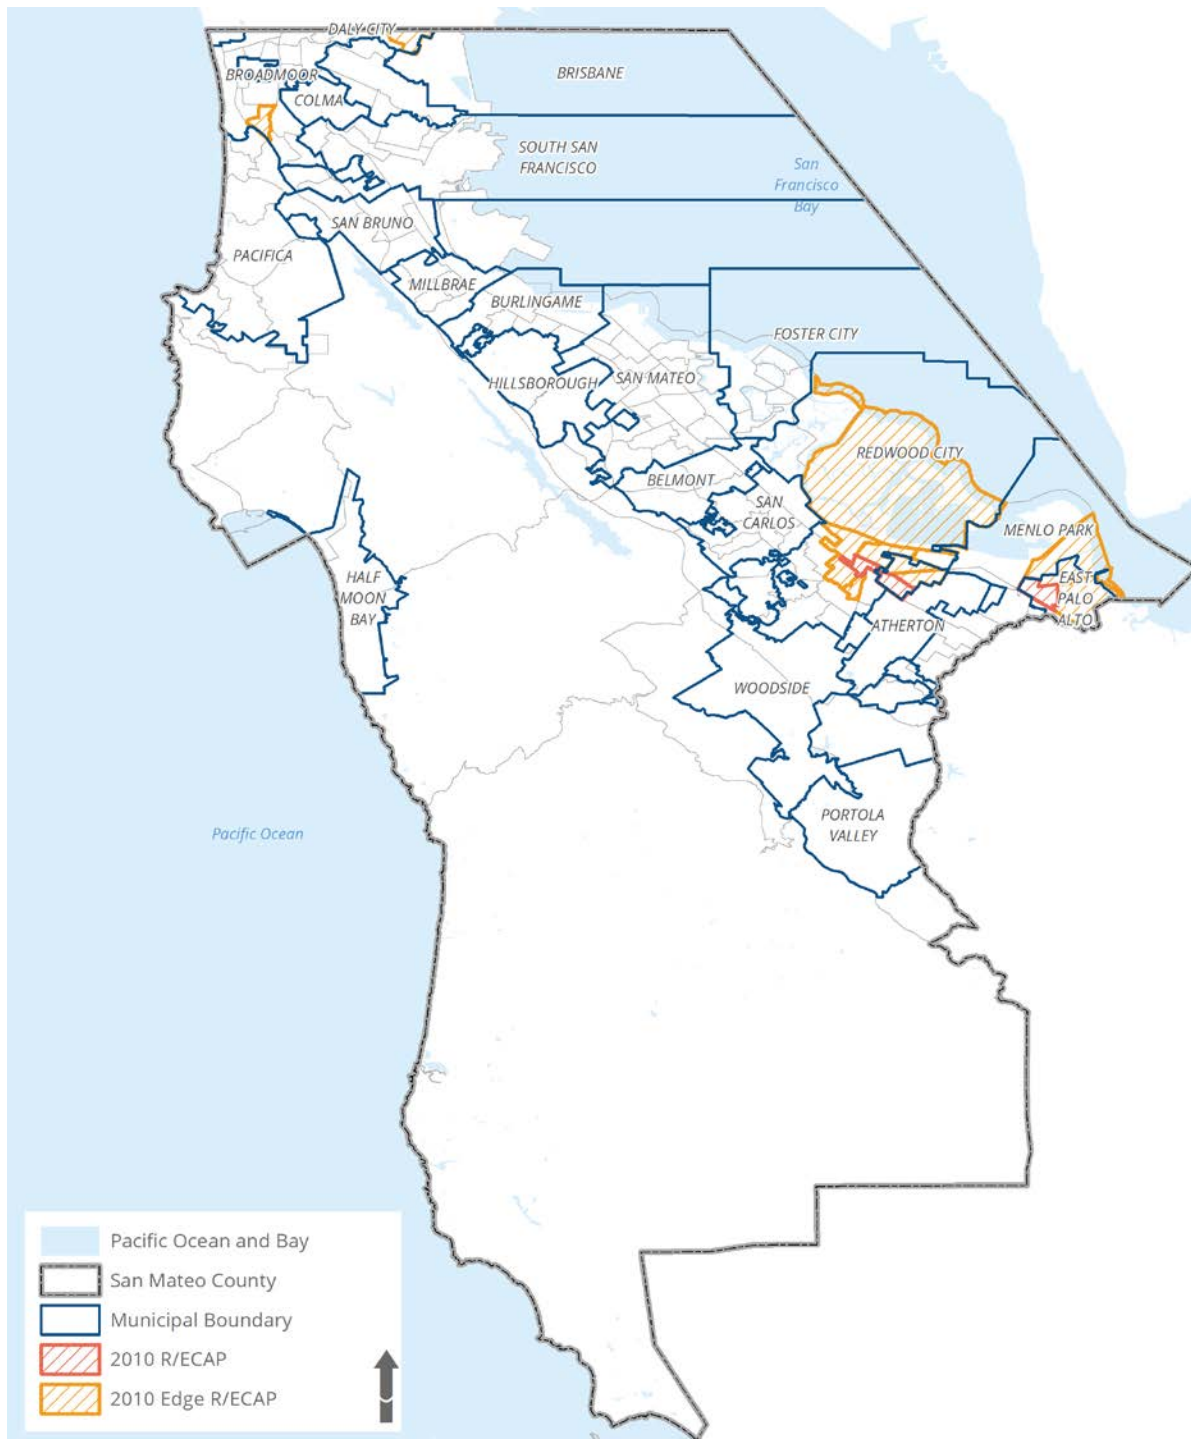 DALY CITY
BROADMOOR
BRISBANE
COLMA
SOUTH SAN
FRANCISCO
San
Francisco
Bay
SAN BRUNO
PACIFICA
MILLBRAE
BURLINGAME
FOSTER CITY
HILLSBOROUGH
SAN MATEO
REDWOOD CITY
BELMONT
SAN
CARLOS
MENLO PARK
HALF
MOON
BAY
EAST
PALO
ALTO
ATHERTON
WOODSIDE
PORTOLA
VALLEY
Pacific Ocean
Pacific Ocean and Bay
San Mateo County
Municipal Boundary
2010 R/ECAP
2010 Edge R/ECAP